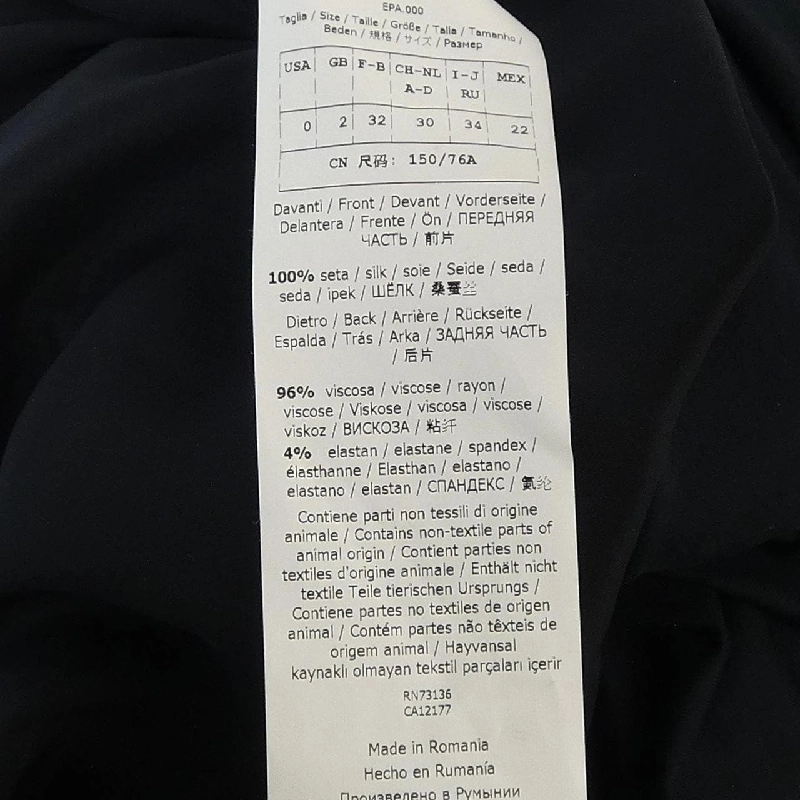 EPA.000
Taglia / Size / Taille / Größe / Talla / Tamanho /
Beden / 規格 / サイズ / Размер
USA GB F-B CH-NL I-J MEX
A-D RU
0 2 32 30 34 22
CN 尺码: 150/76A
Davanti / Front / Devant / Vorderseite /
Delantera / Frente / Ön / ПЕРЕДНЯЯ
ЧАСТЬ / 前片
100% seta / silk / soie / Seide / seda /
seda / ipek / ШЁЛК / 桑蚕丝
Dietro / Back / Arrière / Rückseite /
Espalda / Trás / Arka / ЗАДНЯЯ ЧАСТЬ
/ 后片
96% viscosa / viscose / rayon /
viscose / Viskose / viscosa / viscose /
viskoz / ВИСКОЗА / 粘纤
4% elastan / elastane / spandex /
élasthanne / Elasthan / elastano /
elastano / elastan / СПАНДЕКС / 氨纶
Contiene parti non tessili di origine
animale / Contains non-textile parts of
animal origin / Contient parties non
textiles d'origine animale / Enthält nicht
textile Teile tierischen Ursprungs /
Contiene partes no textiles de origen
animal / Contém partes não têxteis de
origem animal / Hayvansal
kaynaklı olmayan tekstil parçaları içerir
RN73136
CA12177
Made in Romania
Hecho en Rumanía
Произведено в Румынии